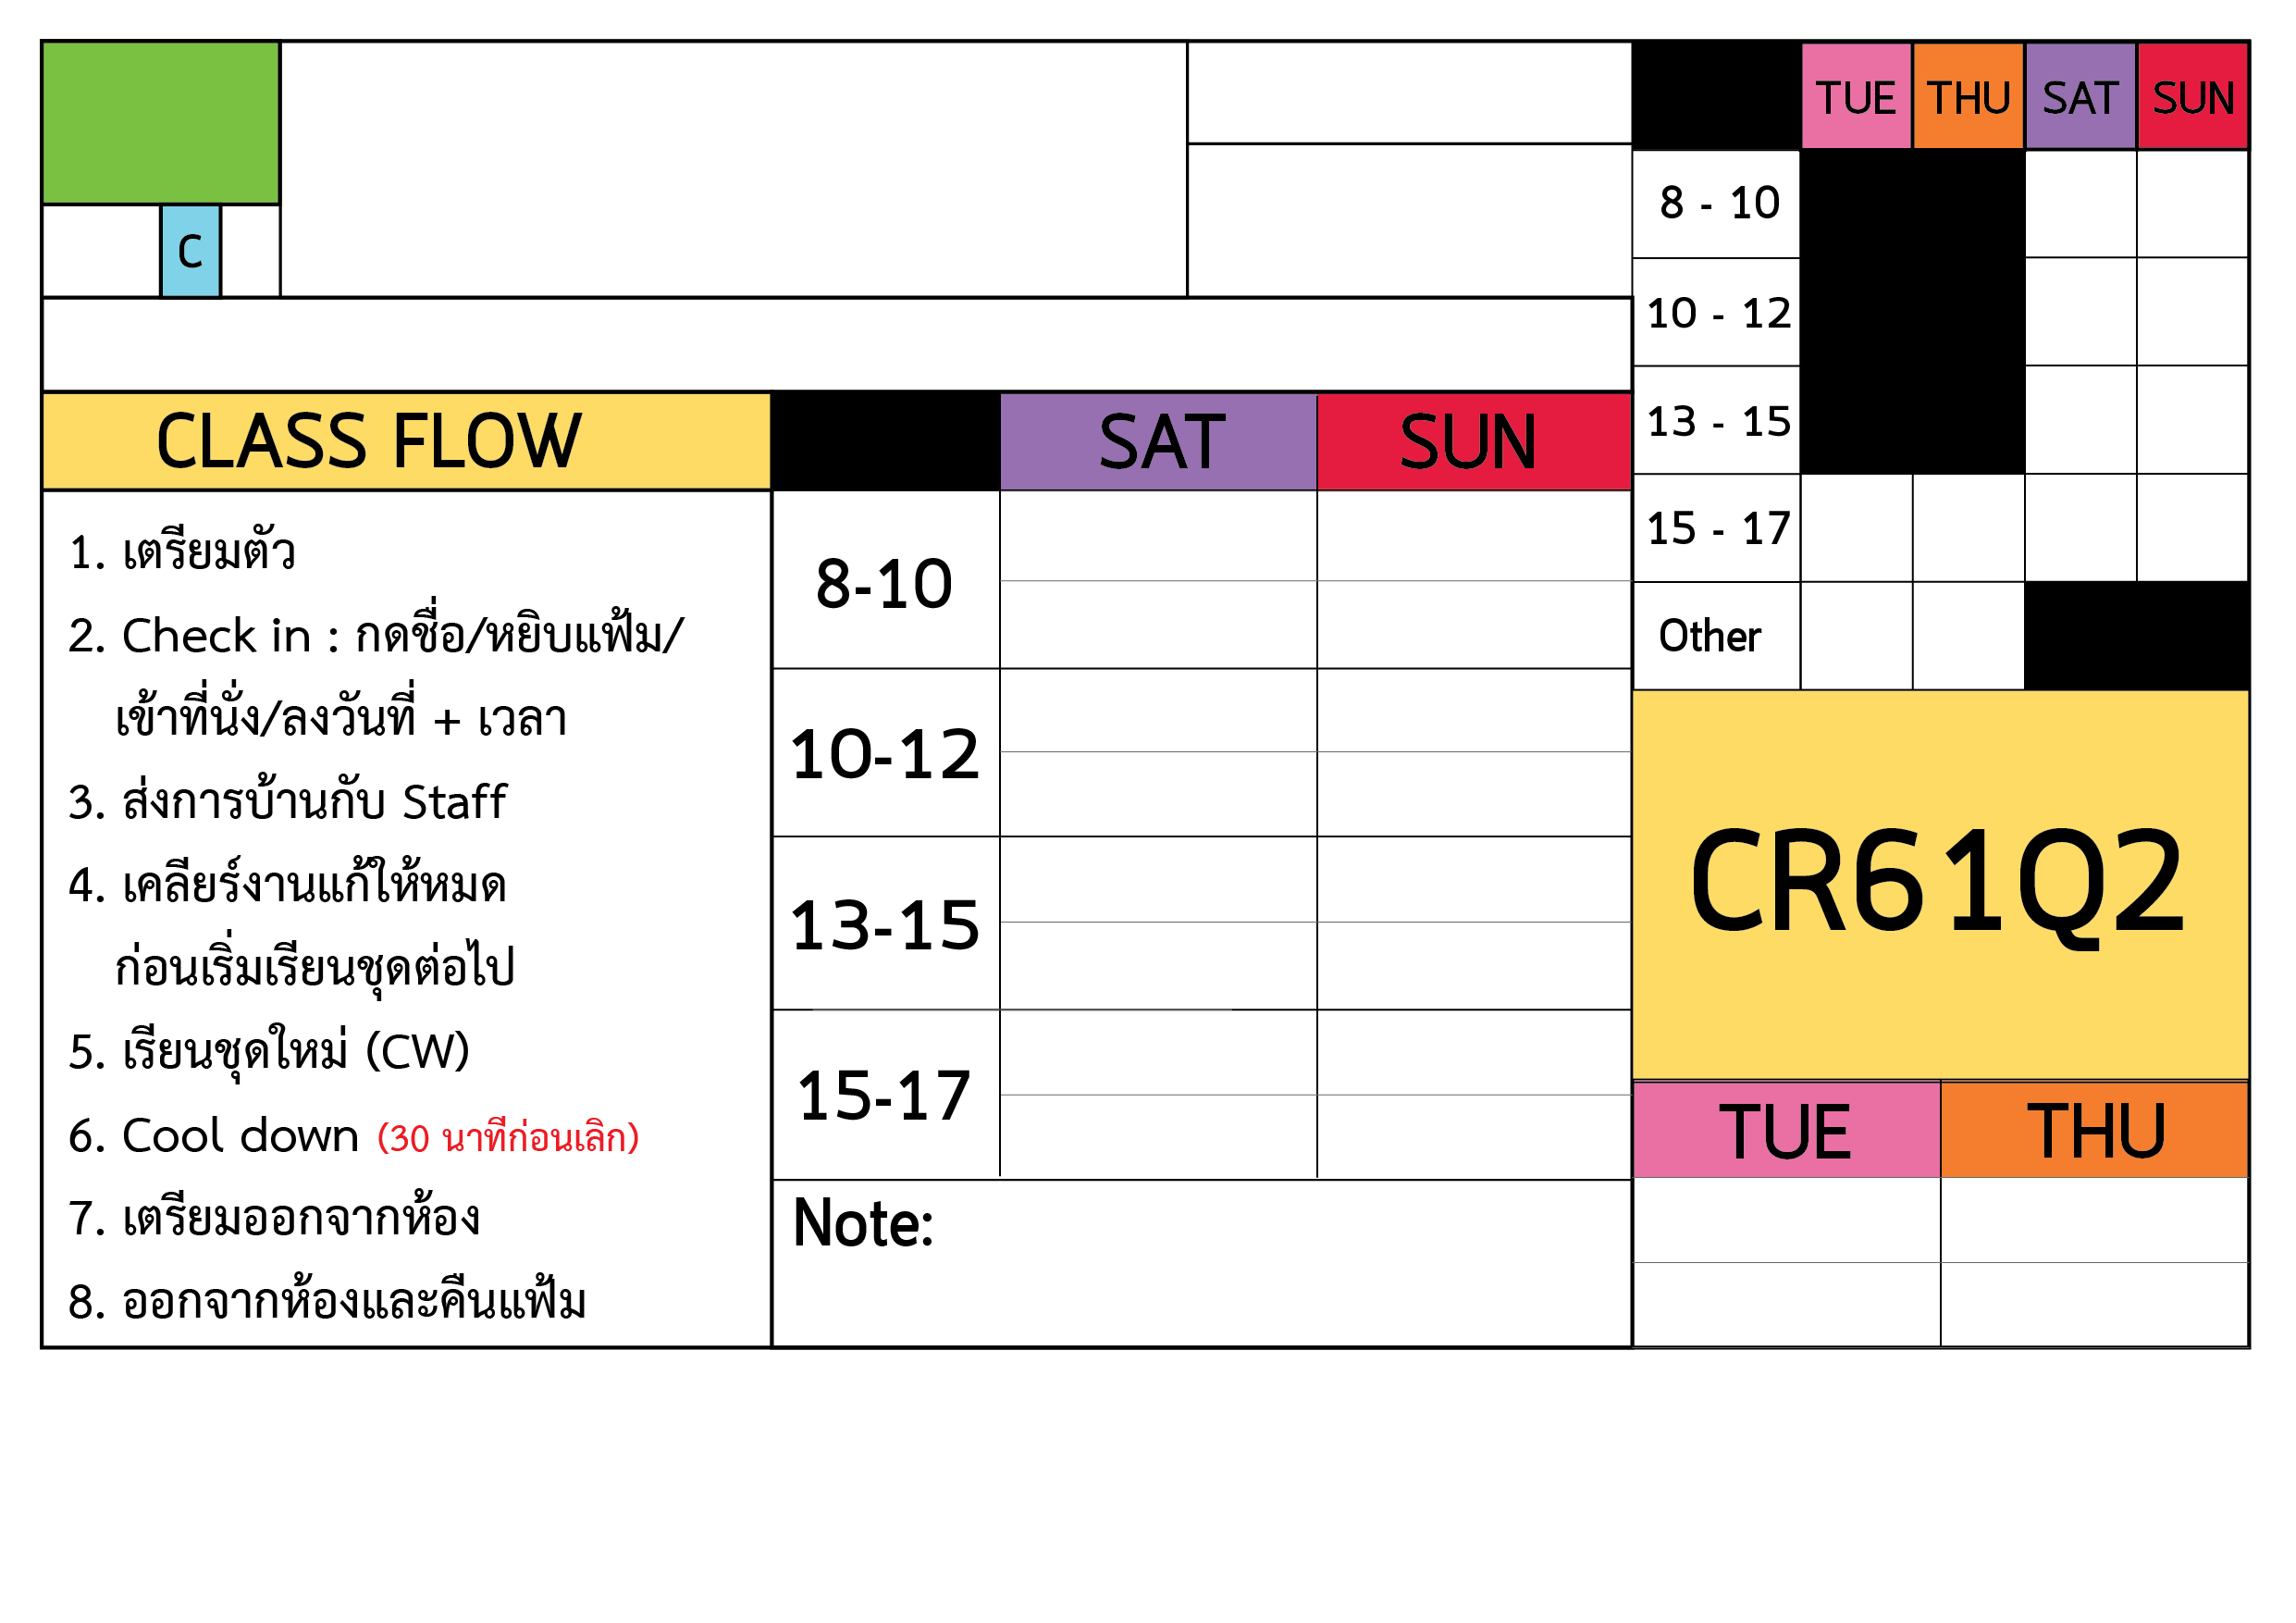 TUE THU SAT SUN
8 - 10
C
10 - 12
13 - 15
15 - 17
Other
CLASS FLOW
1. เตรียมตัว
2. Check in : กดชื่อ/หยิบแฟ้ม/
เข้าที่นั่ง/ลงวันที่ + เวลา
3. ส่งการบ้านกับ Staff
4. เคลียร์งานแก้ให้หมด
ก่อนเริ่มเรียนชุดต่อไป
5. เรียนชุดใหม่ (CW)
6. Cool down (30 นาทีก่อนเลิก)
7. เตรียมออกจากห้อง
8. ออกจากห้องและคืนแฟ้ม
SAT SUN
8-10
10-12
13-15
15-17
Note:
CR61Q2
TUE THU